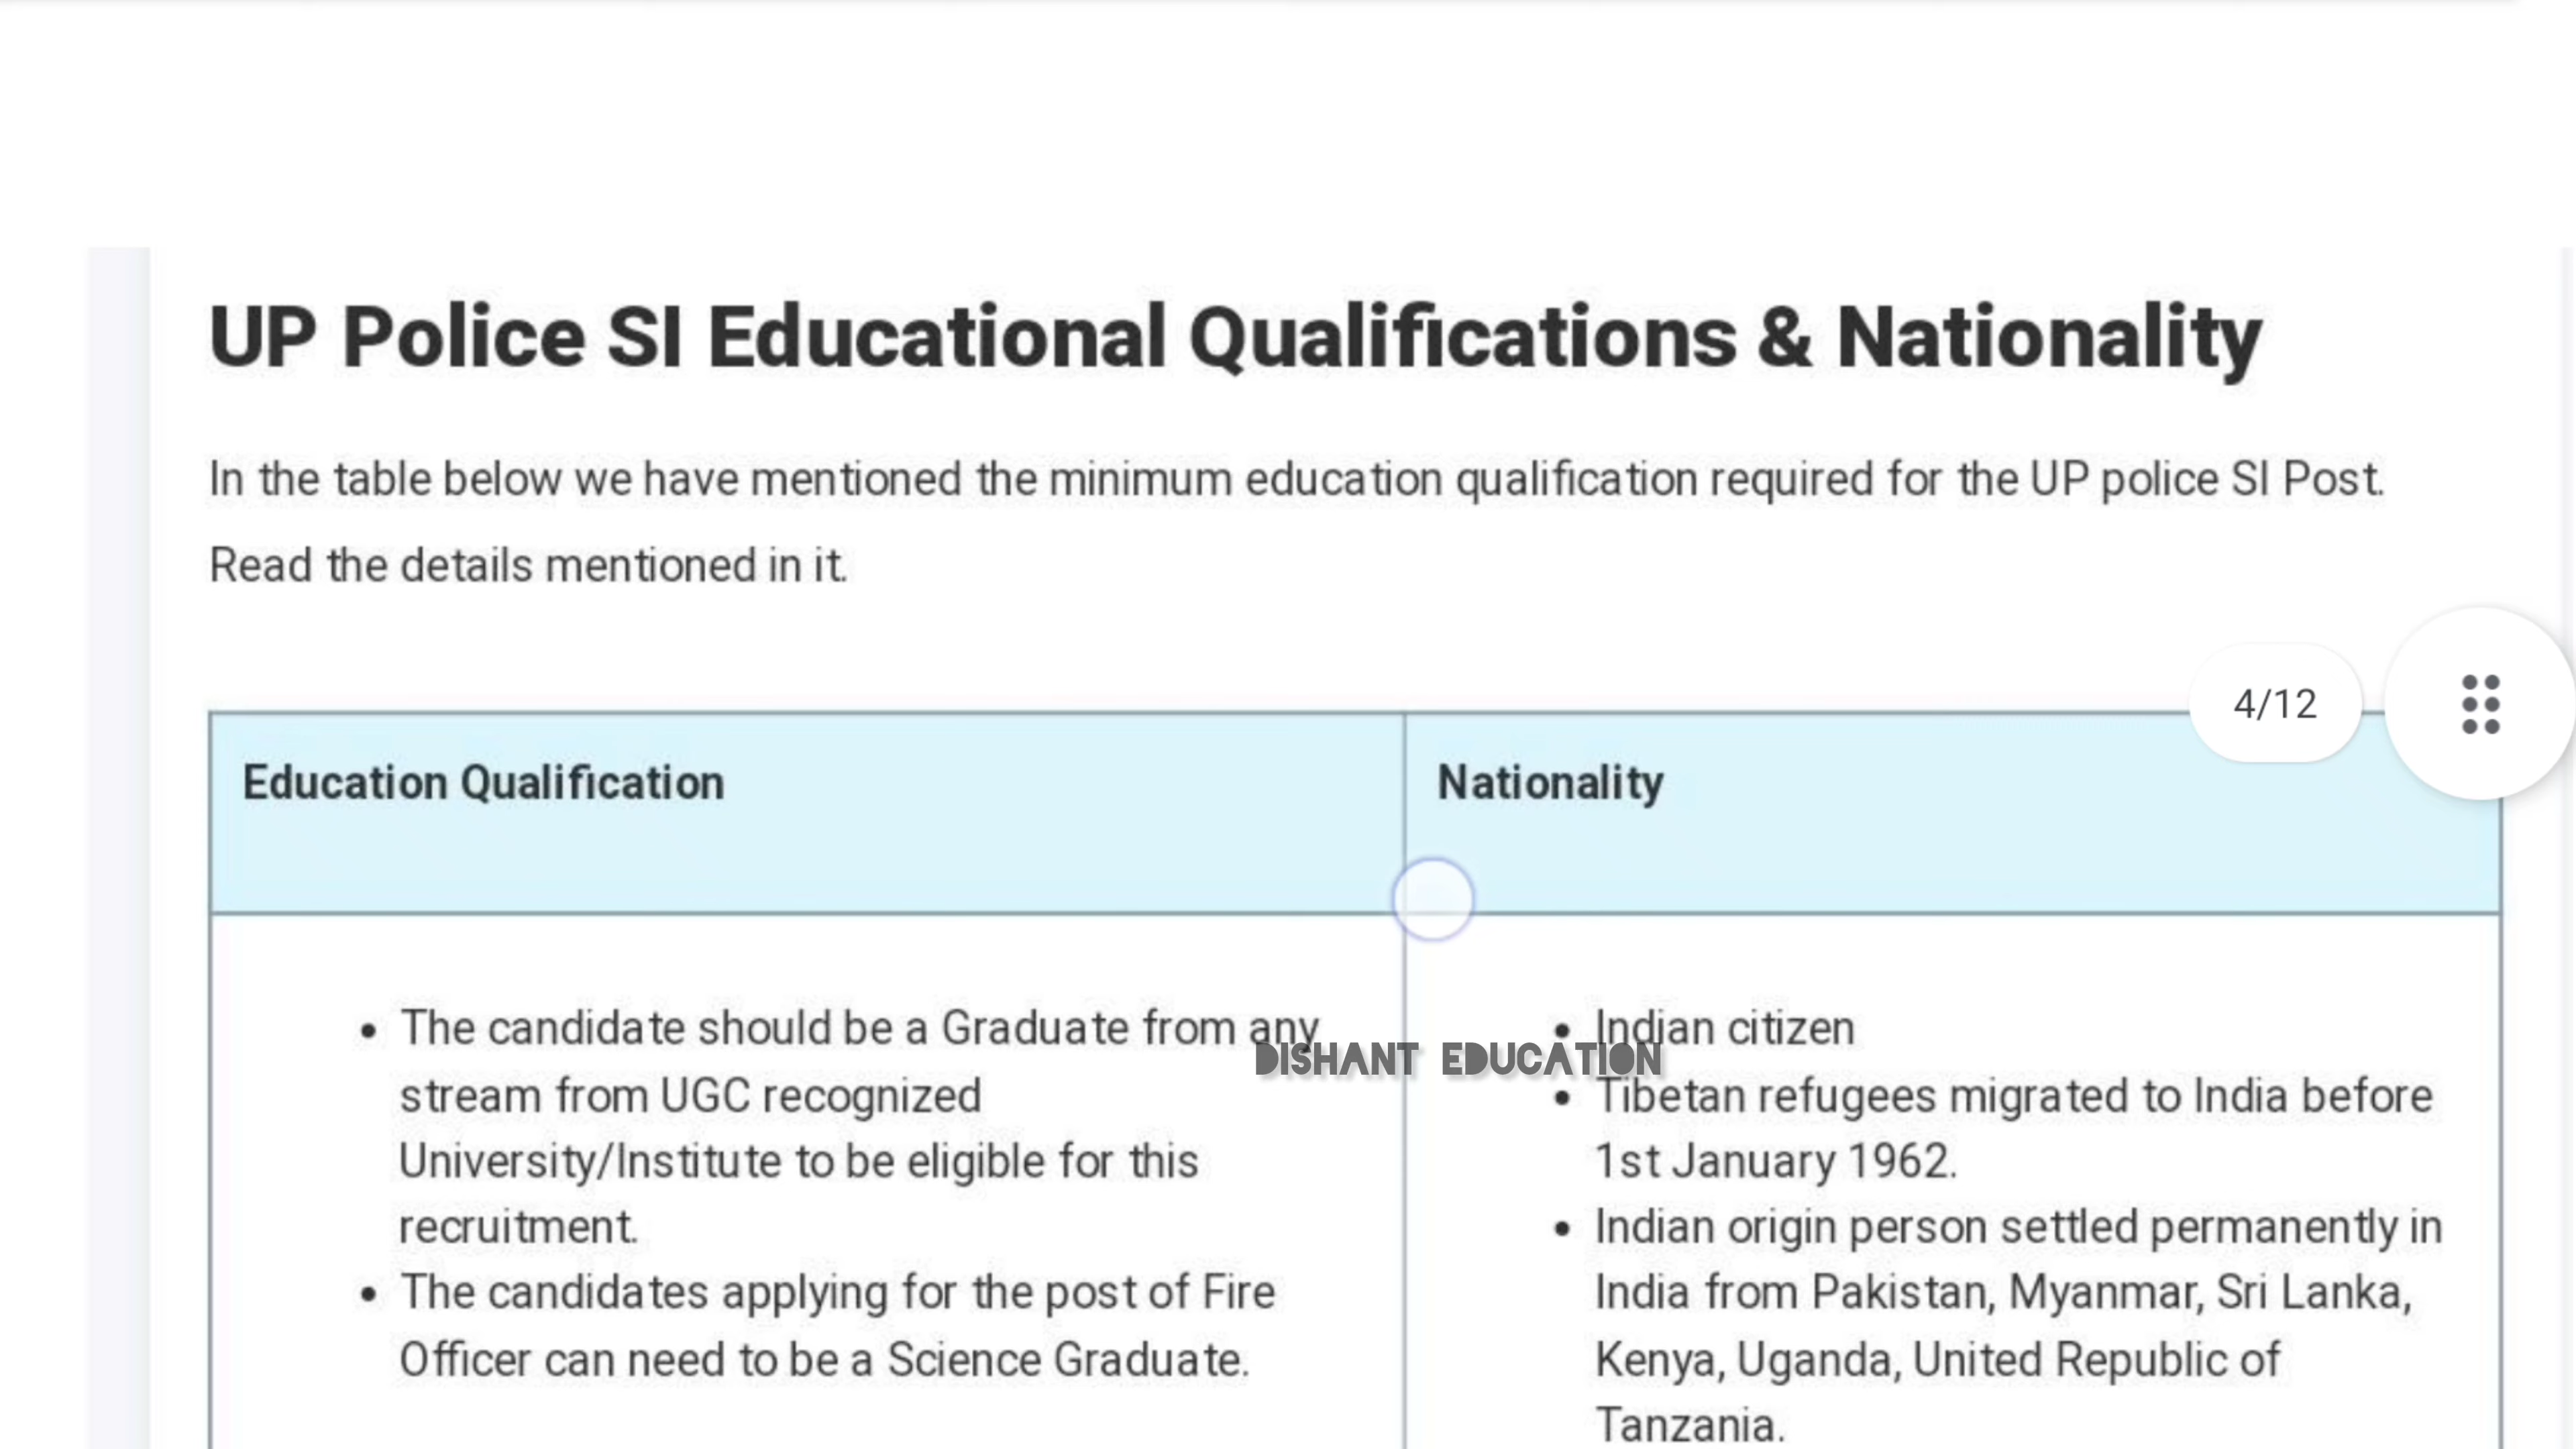 UP Police SI Educational Qualifications & Nationality
In the table below we have mentioned the minimum education qualification required for the UP police SI Post.
Read the details mentioned in it.
4/12
Education Qualification
Nationality
• The candidate should be a Graduate from any
stream from UGC recognized
University/Institute to be eligible for this
recruitment.
• The candidates applying for the post of Fire
Officer can need to be a Science Graduate.
• Indian citizen
• Tibetan refugees migrated to India before
1st January 1962.
• Indian origin person settled permanently in
India from Pakistan, Myanmar, Sri Lanka,
Kenya, Uganda, United Republic of
Tanzania.
DISHANT EDUCATION